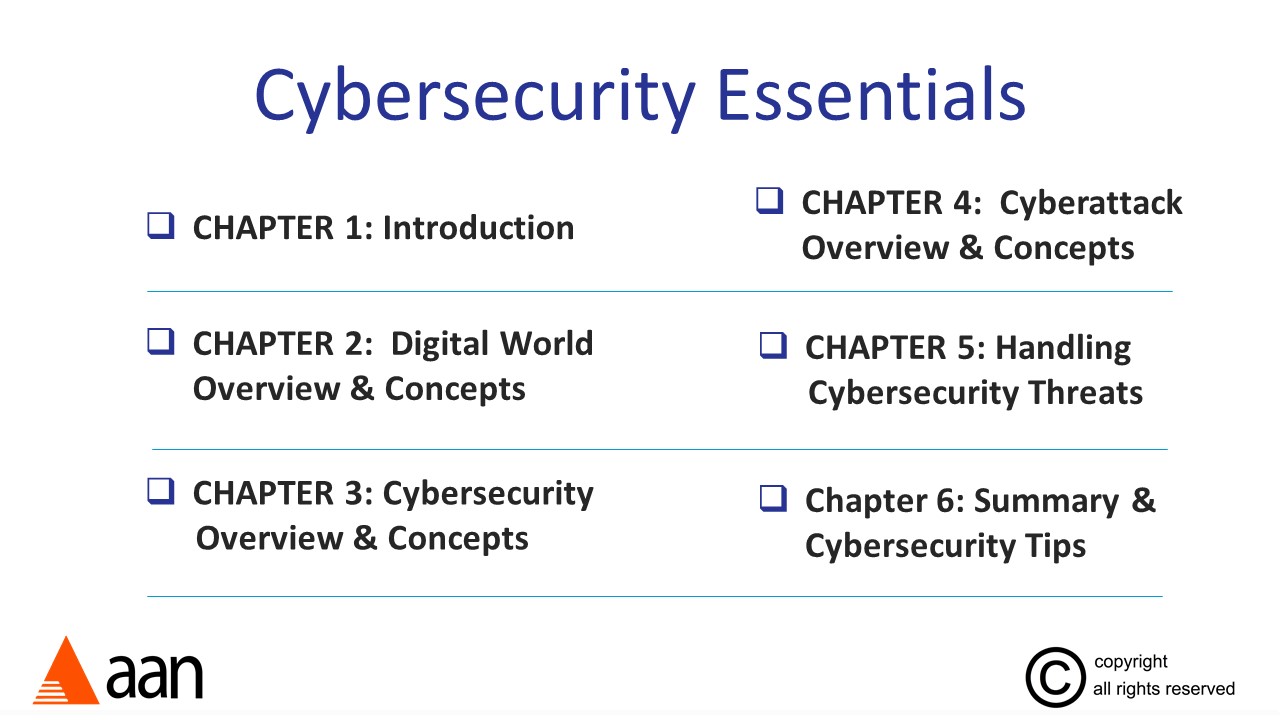 Cybersecurity Essentials
CHAPTER 1: Introduction
CHAPTER 2:  Digital World
Overview & Concepts
CHAPTER 3: Cybersecurity
Overview & Concepts
CHAPTER 4:  Cyberattack
Overview & Concepts
CHAPTER 5: Handling
Cybersecurity Threats
Chapter 6: Summary &
Cybersecurity Tips
aan
© copyright
all rights reserved